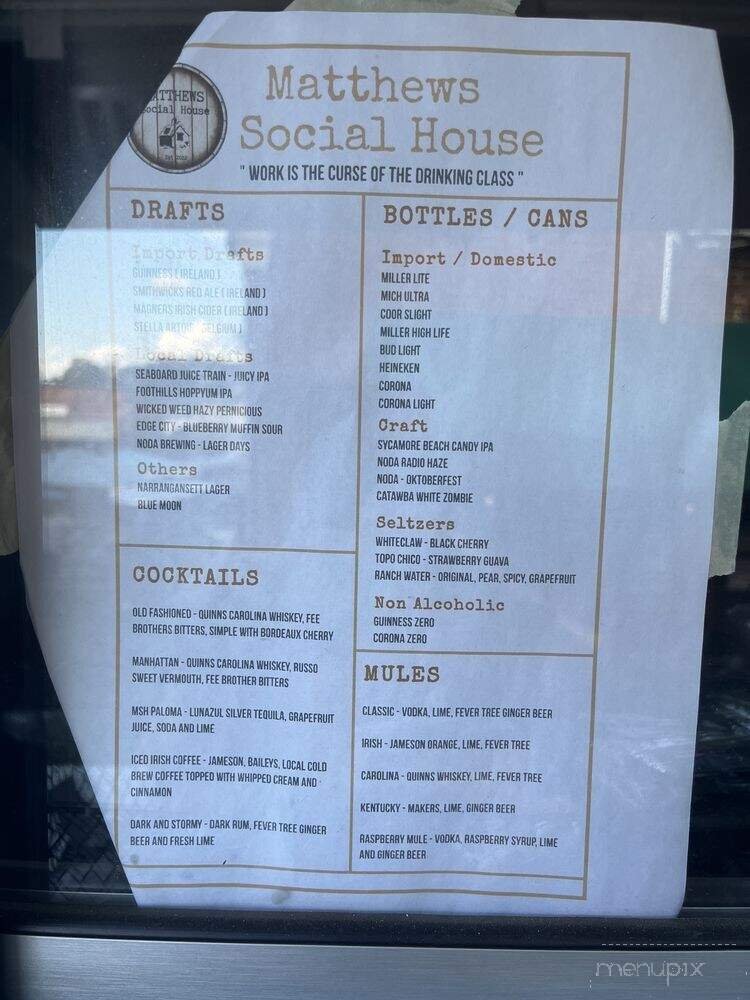 MATTHEWS
Social House
Matthews
Social House
" WORK IS THE CURSE OF THE DRINKING CLASS "
DRAFTS
Import Drafts
GUINNESS ( IRELAND )
SMITHWICKS RED ALE ( IRELAND )
MAGNERS IRISH CIDER ( IRELAND )
STELLA ARTOIS ( BELGIUM )
Local Drafts
SEABOARD JUICE TRAIN - JUICY IPA
FOOTHILLS HOPPYUM IPA
WICKED WEED HAZY PERNICIOUS
EDGE CITY - BLUEBERRY MUFFIN SOUR
NODA BREWING - LAGER DAYS
Others
NARRANGANSETT LAGER
BLUE MOON
COCKTAILS
OLD FASHIONED - QUINNS CAROLINA WHISKEY, FEE
BROTHERS BITTERS, SIMPLE WITH BORDEAUX CHERRY
MANHATTAN - QUINNS CAROLINA WHISKEY, RUSSO
SWEET VERMOUTH, FEE BROTHER BITTERS
MSH PALOMA - LUNAZUL SILVER TEQUILA, GRAPEFRUIT
JUICE, SODA AND LIME
ICED IRISH COFFEE - JAMESON, BAILEYS, LOCAL COLD
BREW COFFEE TOPPED WITH WHIPPED CREAM AND
CINNAMON
DARK AND STORMY - DARK RUM, FEVER TREE GINGER
BEER AND FRESH LIME
BOTTLES / CANS
Import / Domestic
MILLER LITE
MICH ULTRA
COOR SLIGHT
MILLER HIGH LIFE
BUD LIGHT
HEINEKEN
CORONA
CORONA LIGHT
Craft
SYCAMORE BEACH CANDY IPA
NODA RADIO HAZE
NODA - OKTOBERFEST
CATAWBA WHITE ZOMBIE
Seltzers
WHITECLAW - BLACK CHERRY
TOPO CHICO - STRAWBERRY GUAVA
RANCH WATER - ORIGINAL, PEAR, SPICY, GRAPEFRUIT
Non Alcoholic
GUINNESS ZERO
CORONA ZERO
MULES
CLASSIC - VODKA, LIME, FEVER TREE GINGER BEER
IRISH - JAMESON ORANGE, LIME, FEVER TREE
CAROLINA - QUINNS WHISKEY, LIME, FEVER TREE
KENTUCKY - MAKERS, LIME, GINGER BEER
RASPBERRY MULE - VODKA, RASPBERRY SYRUP, LIME
AND GINGER BEER
menupix